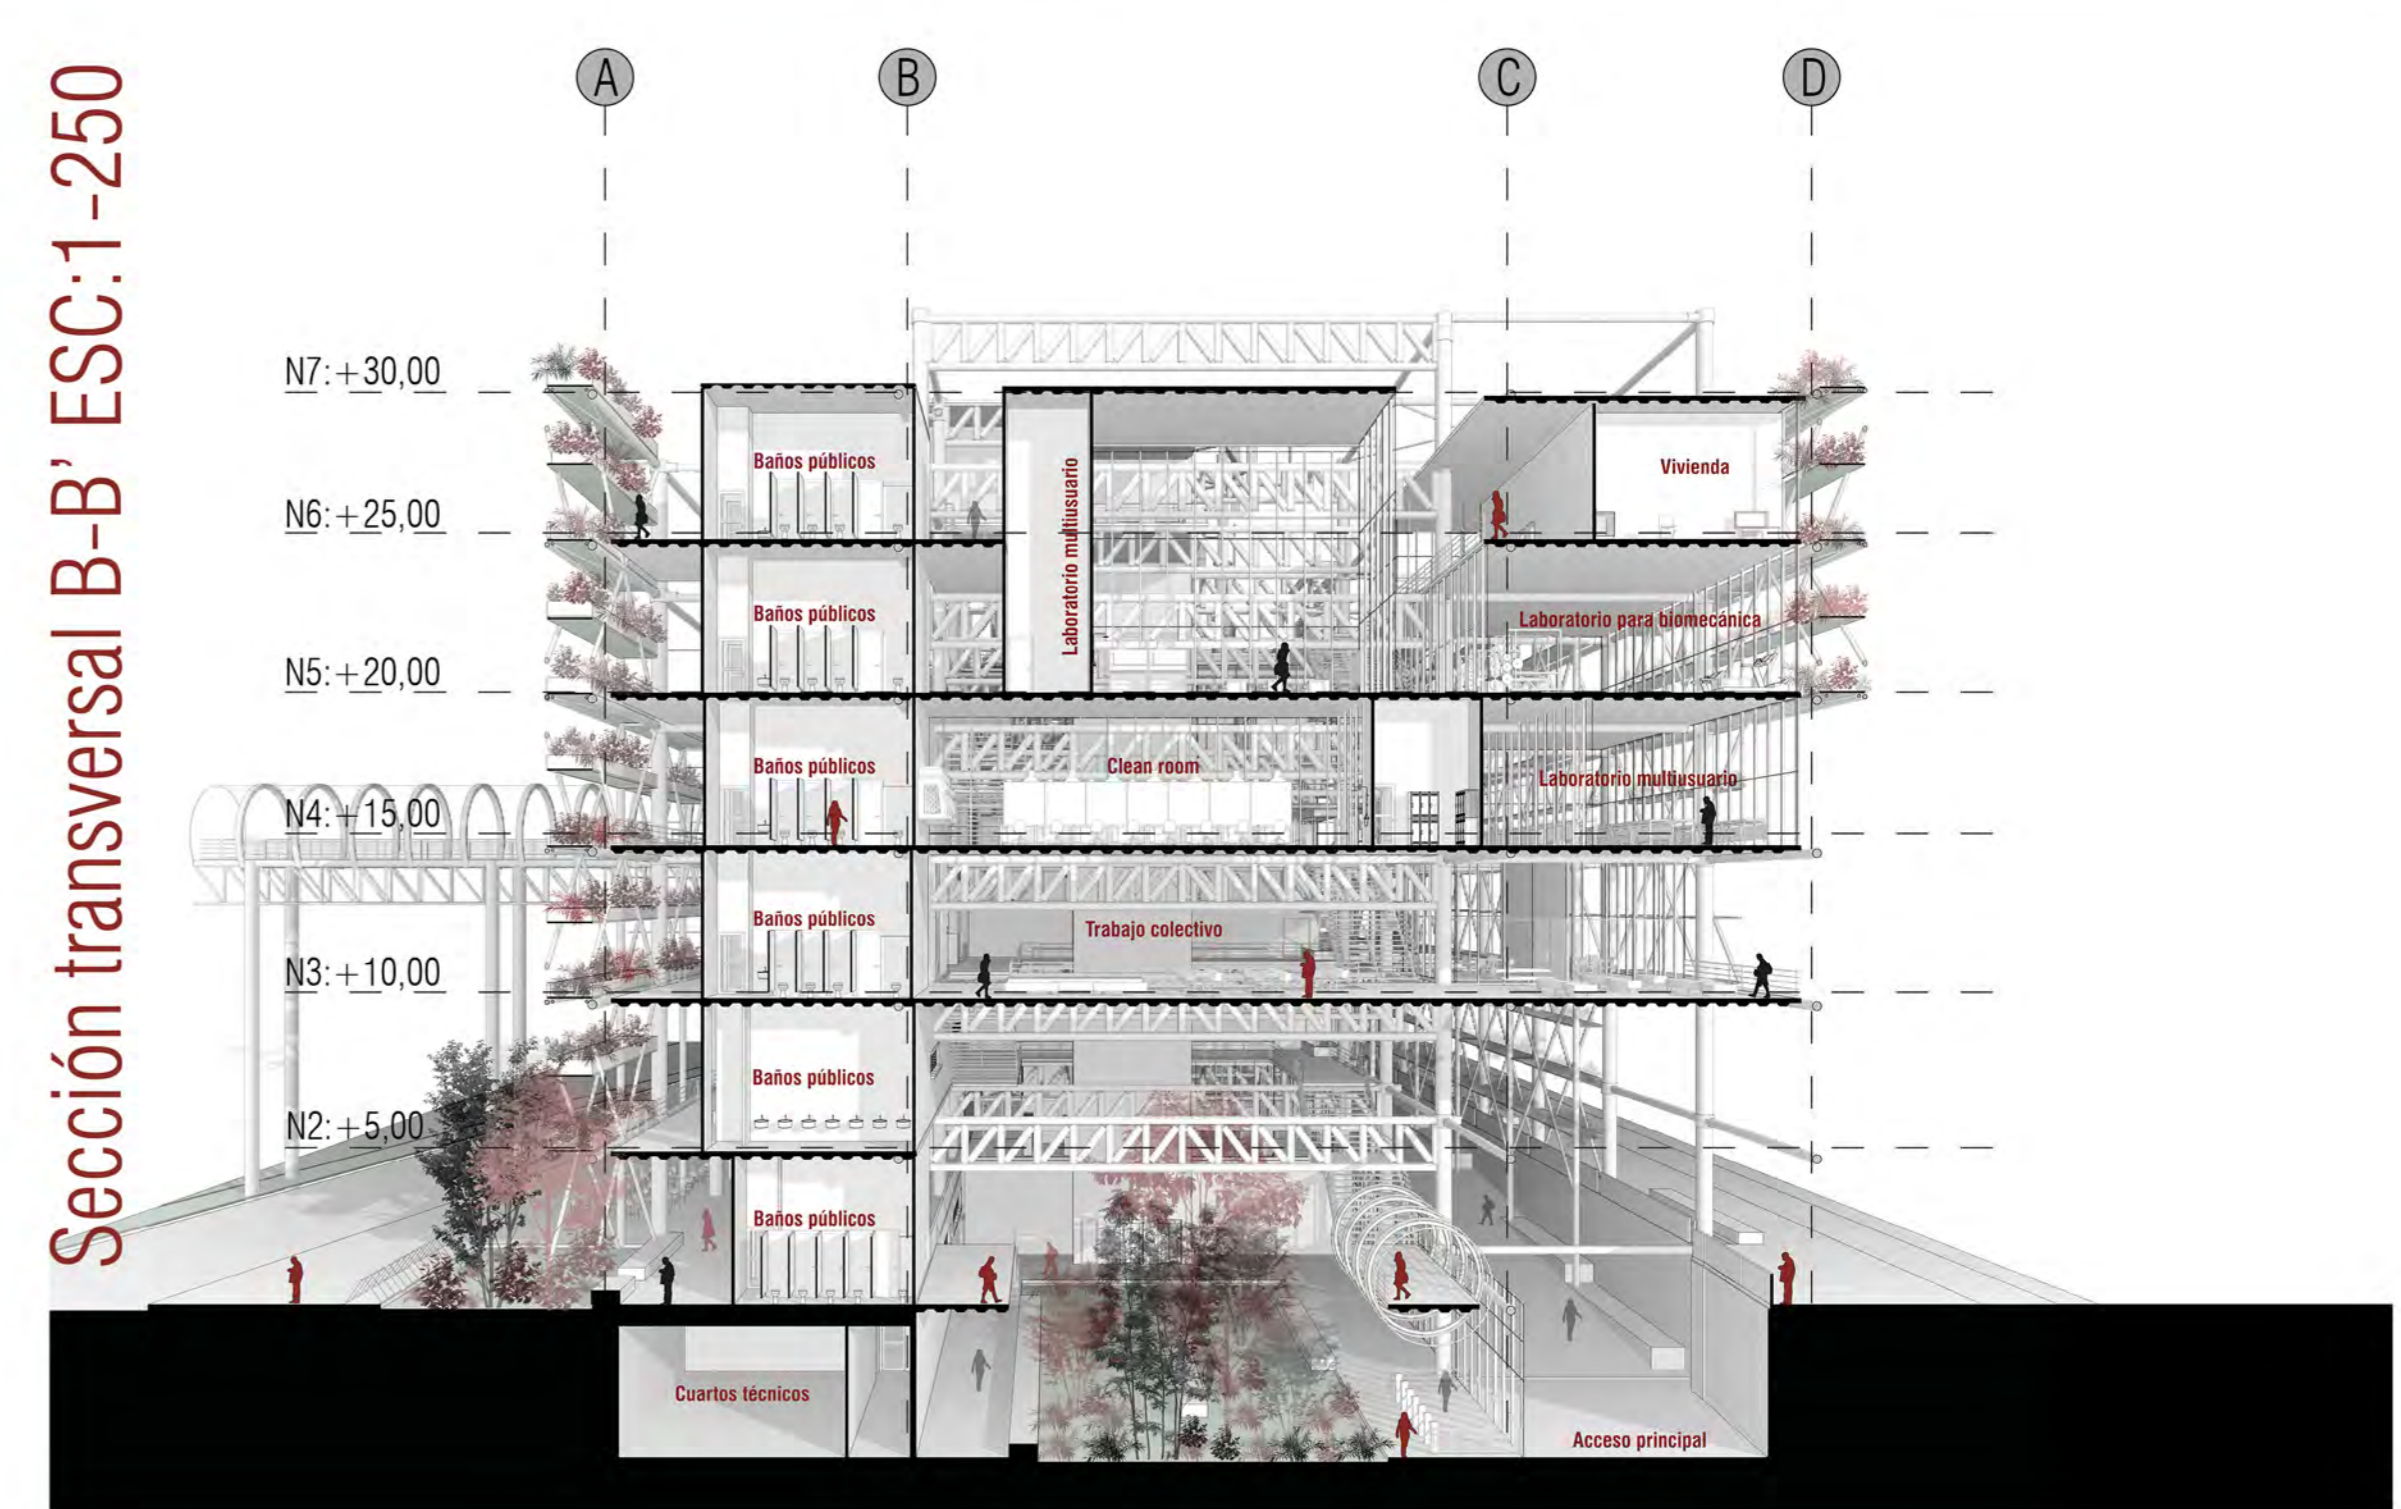 Sección transversal B-B' ESC:1-250
A B C D
N7:+30,00
Baños públicos
Laboratorio multiusuario
Vivienda
N6:+25,00
Baños públicos
Laboratorio para biomecánica
N5:+20,00
Baños públicos
Clean room
Laboratorio multiusuario
N4:+15,00
Baños públicos
Trabajo colectivo
N3:+10,00
Baños públicos
N2:+5,00
Baños públicos
Cuartos técnicos
Acceso principal